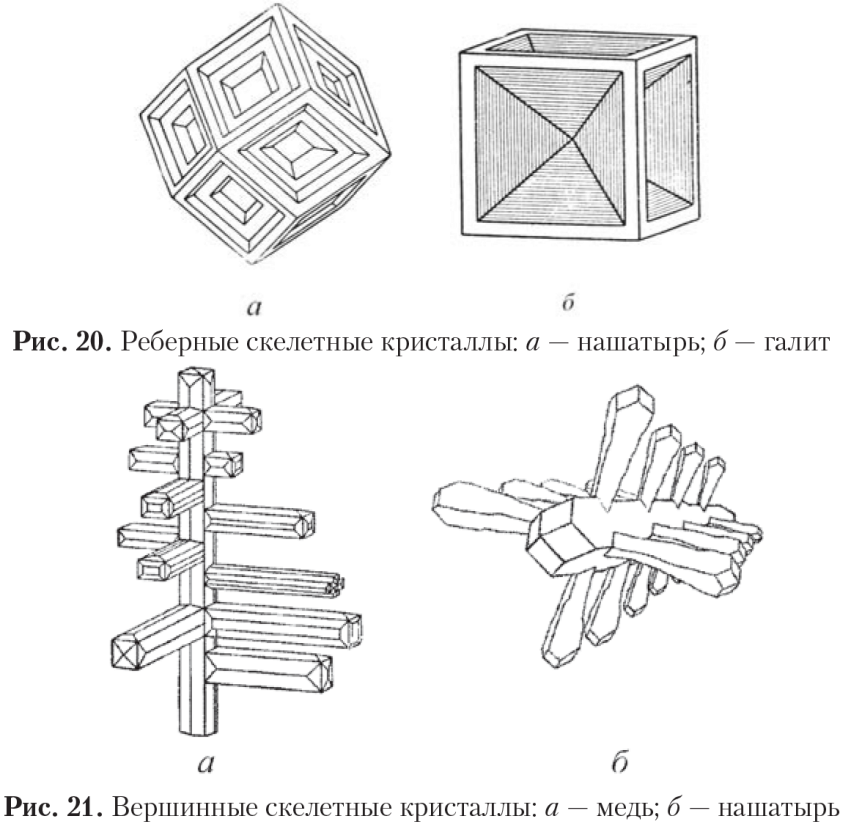 а
б
Рис. 20. Реберные скелетные кристаллы: а — нашатырь; б — галит
а
б
Рис. 21. Вершинные скелетные кристаллы: а — медь; б — нашатырь